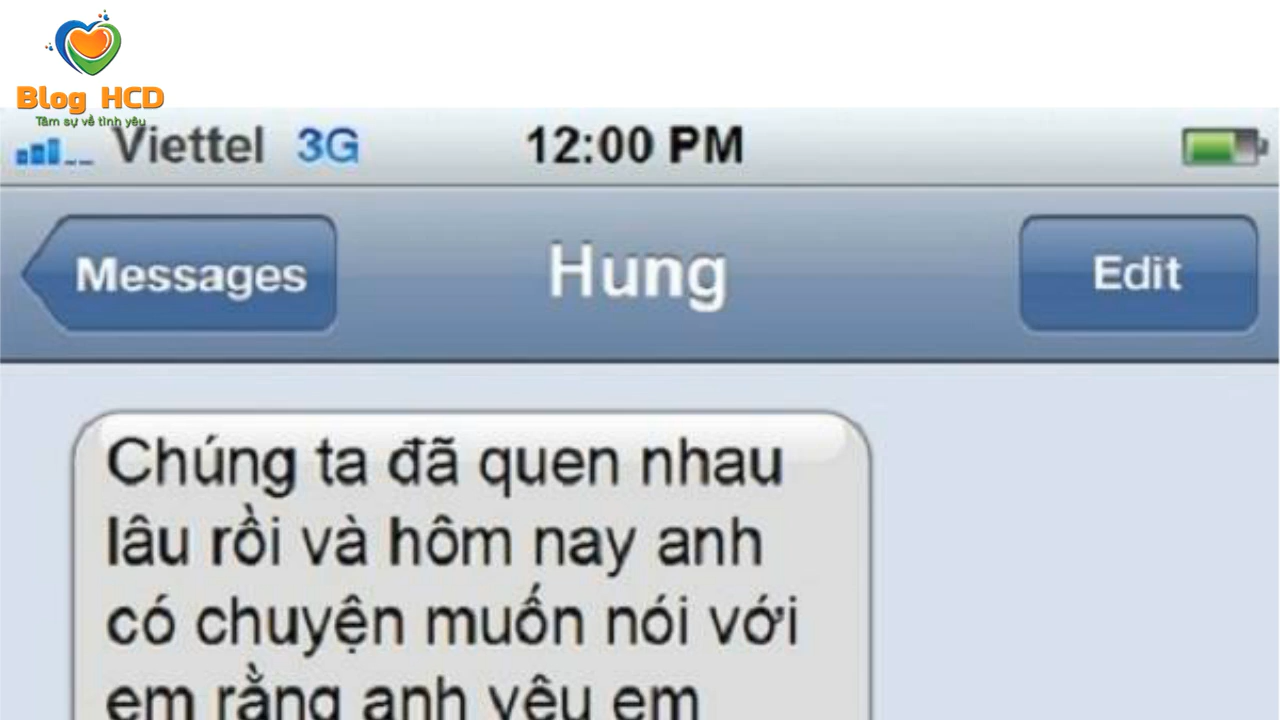 Blog HCD
Tâm sự về tình yêu
Viettel 3G 12:00 PM
Messages Hung Edit
Chúng ta đã quen nhau
lâu rồi và hôm nay anh
có chuyện muốn nói với
em rằng anh yêu em